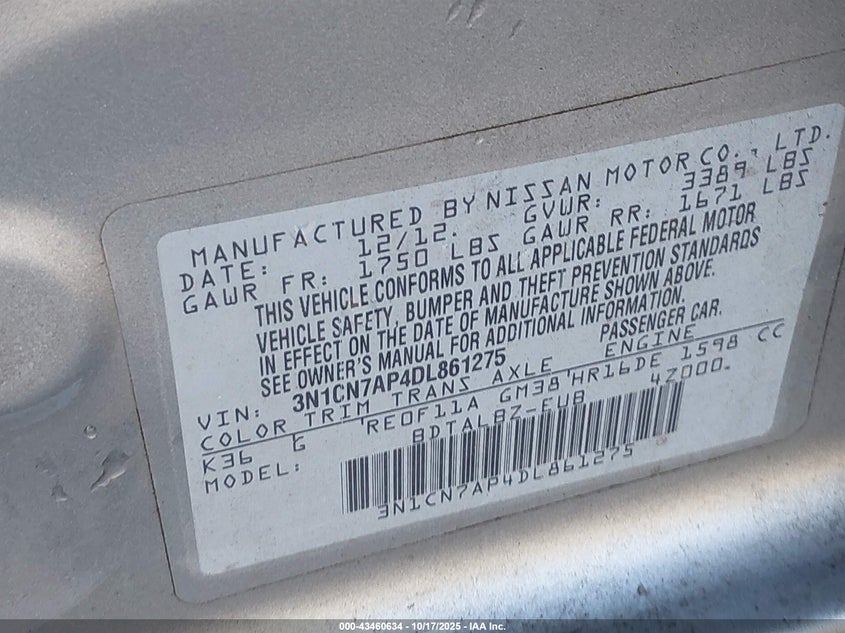 MANUFACTURED BY NISSAN MOTOR CO., LTD.
DATE: 12/12. GVWR: 3389 LBS
GAWR FR: 1750 LBS GAWR RR: 1671 LBS
THIS VEHICLE CONFORMS TO ALL APPLICABLE FEDERAL MOTOR
VEHICLE SAFETY, BUMPER AND THEFT PREVENTION STANDARDS
IN EFFECT ON THE DATE OF MANUFACTURE SHOWN ABOVE.
SEE OWNER'S MANUAL FOR ADDITIONAL INFORMATION.
VIN: 3N1CN7AP4DL861275 PASSENGER CAR.
COLOR TRIM TRANS AXLE ENGINE
K36 G RE0F11A GM38 HR16DE 1598 CC
MODEL: BDTALBZ-EUB 42000.
3N1CN7AP4DL861275
000-43460634 - 10/17/2025 - IAA Inc.